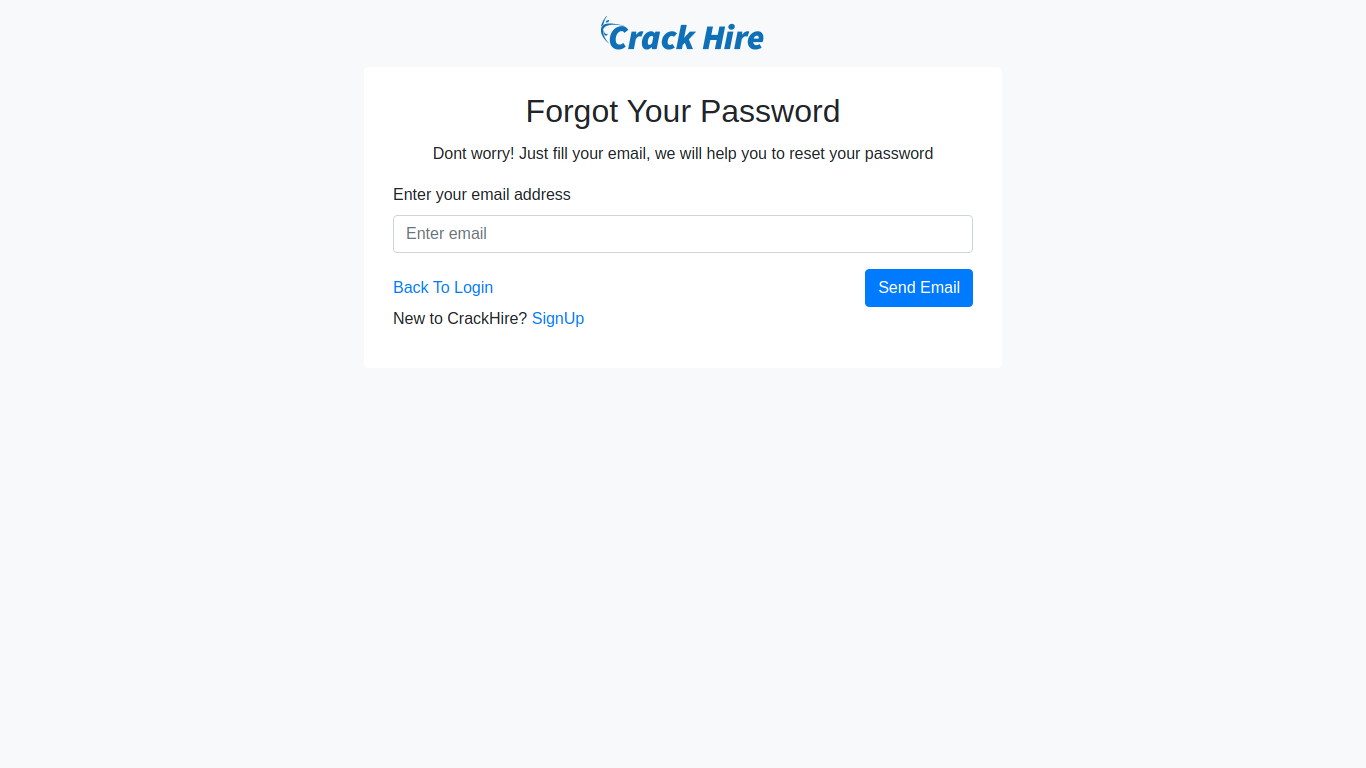 Crack Hire
Forgot Your Password
Dont worry! Just fill your email, we will help you to reset your password
Enter your email address
Enter email
Back To Login
Send Email
New to CrackHire? SignUp